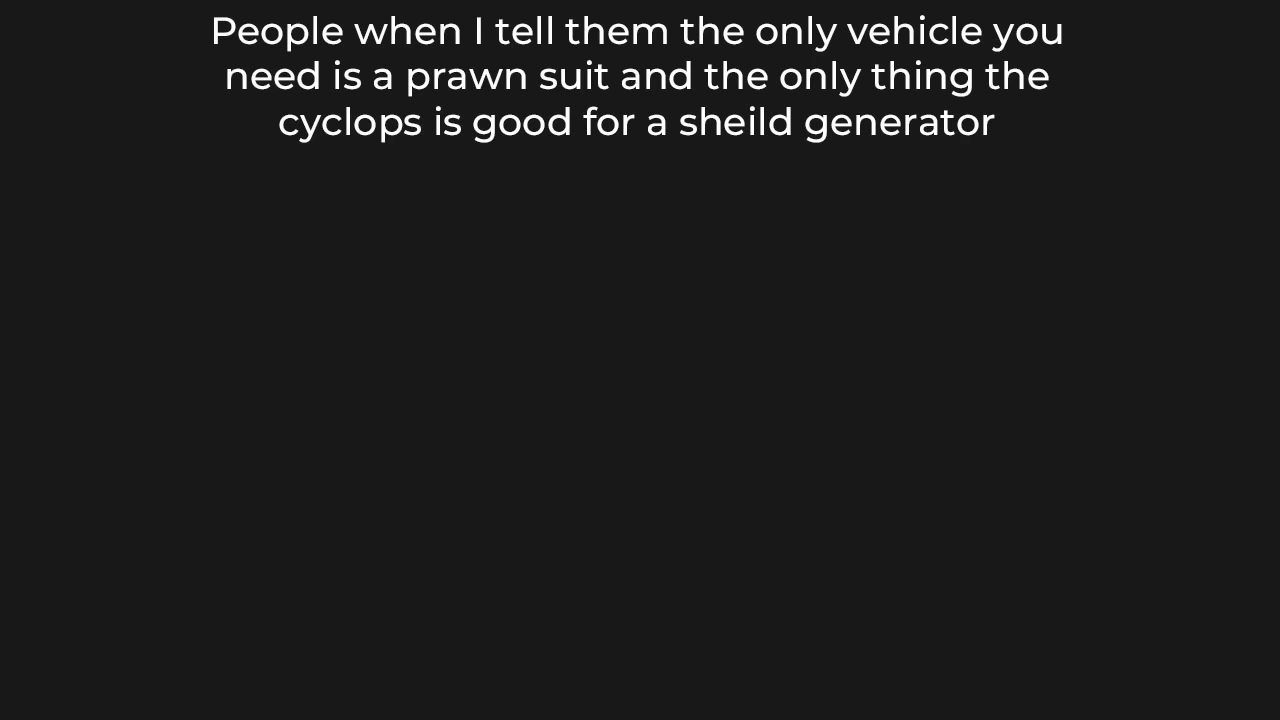 People when I tell them the only vehicle you
need is a prawn suit and the only thing the
cyclops is good for a sheild generator